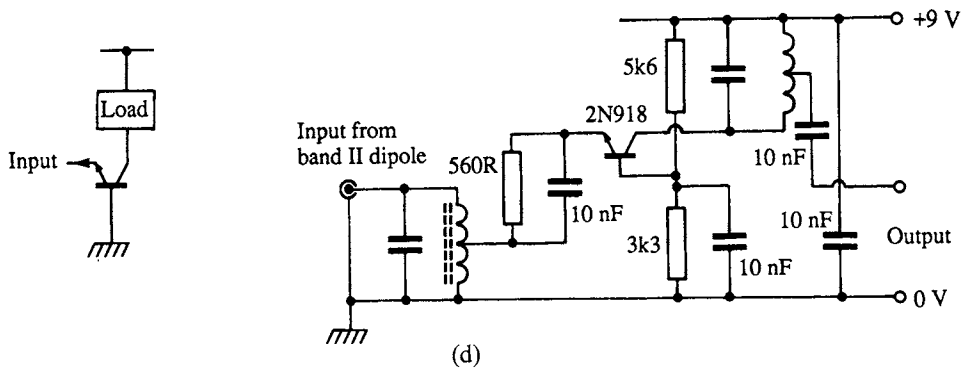 Load
Input
Input from
band II dipole
560R
10 nF
2N918
5k6
3k3
10 nF
10 nF
10 nF
+9 V
Output
0 V
(d)